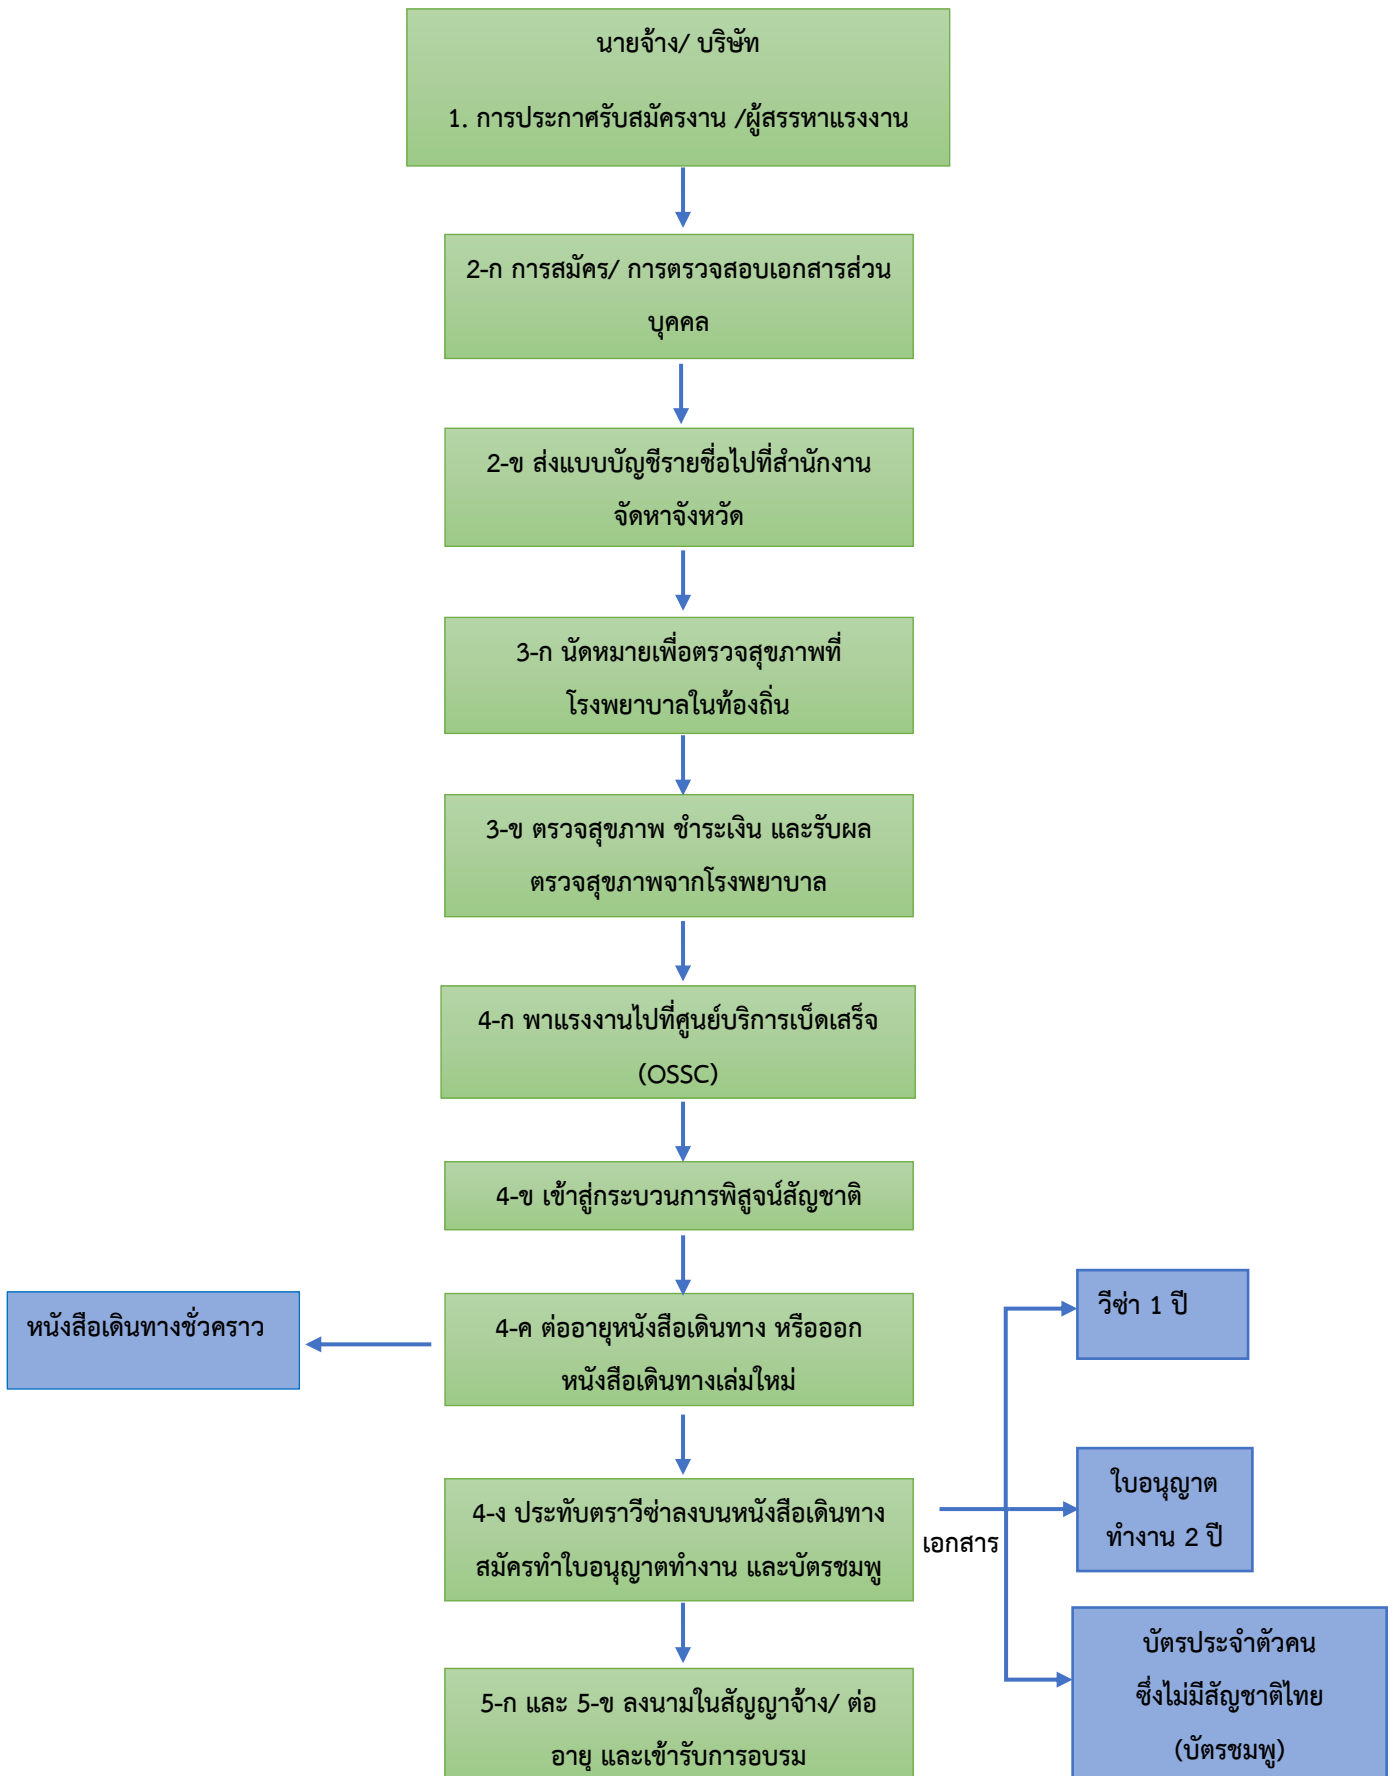 นายจ้าง/ บริษัท
1. การประกาศรับสมัครงาน /ผู้สรรหาแรงงาน
2-ก การสมัคร/ การตรวจสอบเอกสารส่วน
บุคคล
2-ข ส่งแบบบัญชีรายชื่อไปที่สำนักงาน
จัดหาจังหวัด
3-ก นัดหมายเพื่อตรวจสุขภาพที่
โรงพยาบาลในท้องถิ่น
3-ข ตรวจสุขภาพ ชำระเงิน และรับผล
ตรวจสุขภาพจากโรงพยาบาล
4-ก พาแรงงานไปที่ศูนย์บริการเบ็ดเสร็จ
(OSSC)
4-ข เข้าสู่กระบวนการพิสูจน์สัญชาติ
หนังสือเดินทางชั่วคราว
4-ค ต่ออายุหนังสือเดินทาง หรือออก
หนังสือเดินทางเล่มใหม่
วีซ่า 1 ปี
4-ง ประทับตราวีซ่าลงบนหนังสือเดินทาง
สมัครทำใบอนุญาตทำงาน และบัตรชมพู
เอกสาร
ใบอนุญาต
ทำงาน 2 ปี
บัตรประจำตัวคน
ซึ่งไม่มีสัญชาติไทย
(บัตรชมพู)
5-ก และ 5-ข ลงนามในสัญญาจ้าง/ ต่อ
อายุ และเข้ารับการอบรม